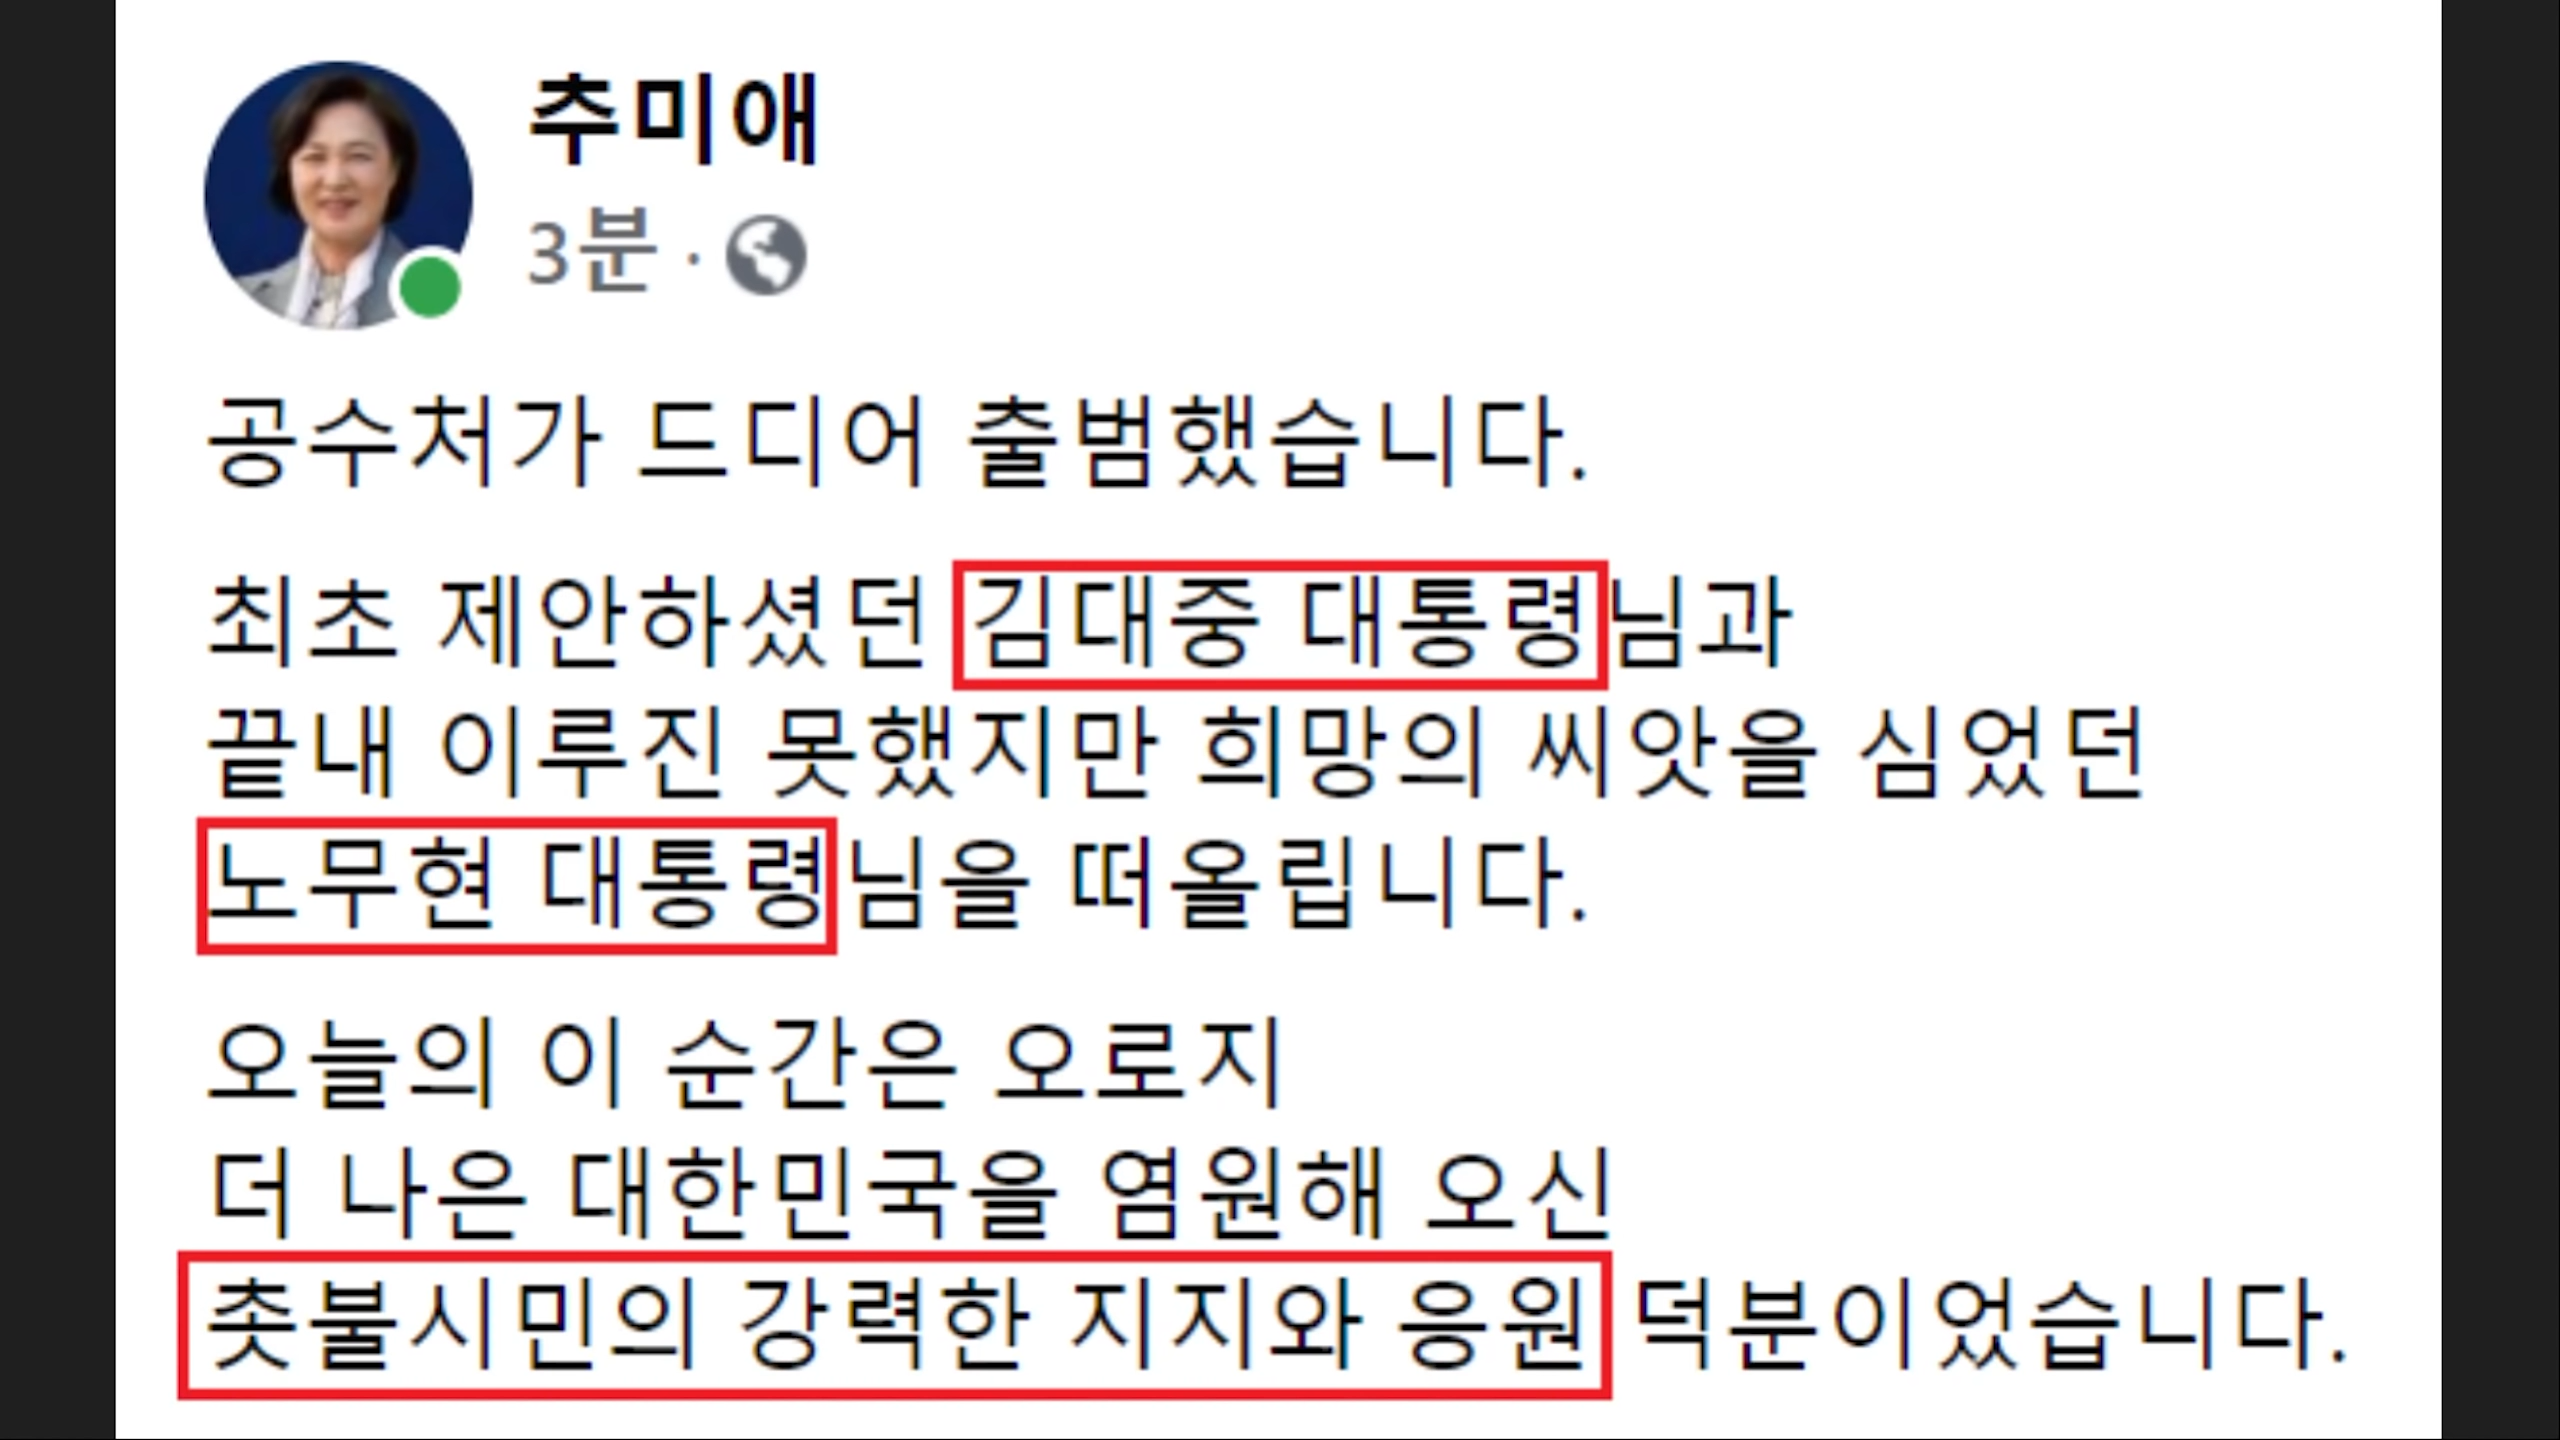 추미애
3분 ·
공수처가 드디어 출범했습니다.
최초 제안하셨던 김대중 대통령님과
끝내 이루진 못했지만 희망의 씨앗을 심었던
노무현 대통령님을 떠올립니다.
오늘의 이 순간은 오로지
더 나은 대한민국을 염원해 오신
촛불시민의 강력한 지지와 응원 덕분이었습니다.